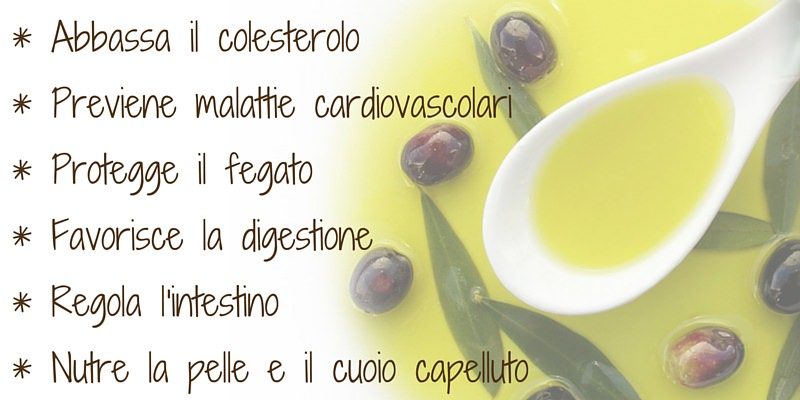 * Abbassa il colesterolo
* Previene malattie cardiovascolari
* Protegge il fegato
* Favorisce la digestione
* Regola l'intestino
* Nutre la pelle e il cuoio capelluto